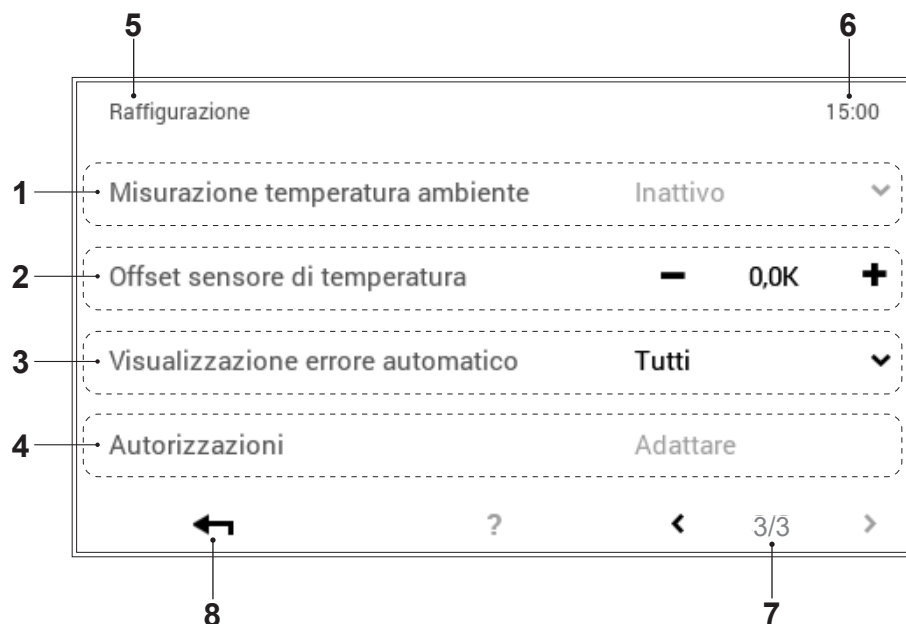 5 6
Raffigurazione 15:00
1 Misurazione temperatura ambiente Inattivo
2 Offset sensore di temperatura − 0,0K +
3 Visualizzazione errore automatico Tutti
4 Autorizzazioni Adattare
? < 3/3 >
8 7